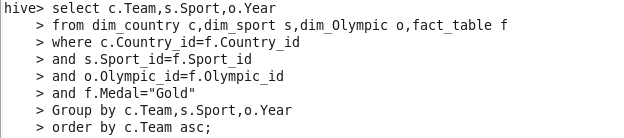 hive> select c.Team,s.Sport,o.Year
    > from dim_country c,dim_sport s,dim_Olympic o,fact_table f
    > where c.Country_id=f.Country_id
    > and s.Sport_id=f.Sport_id
    > and o.Olympic_id=f.Olympic_id
    > and f.Medal="Gold"
    > Group by c.Team,s.Sport,o.Year
    > order by c.Team asc;